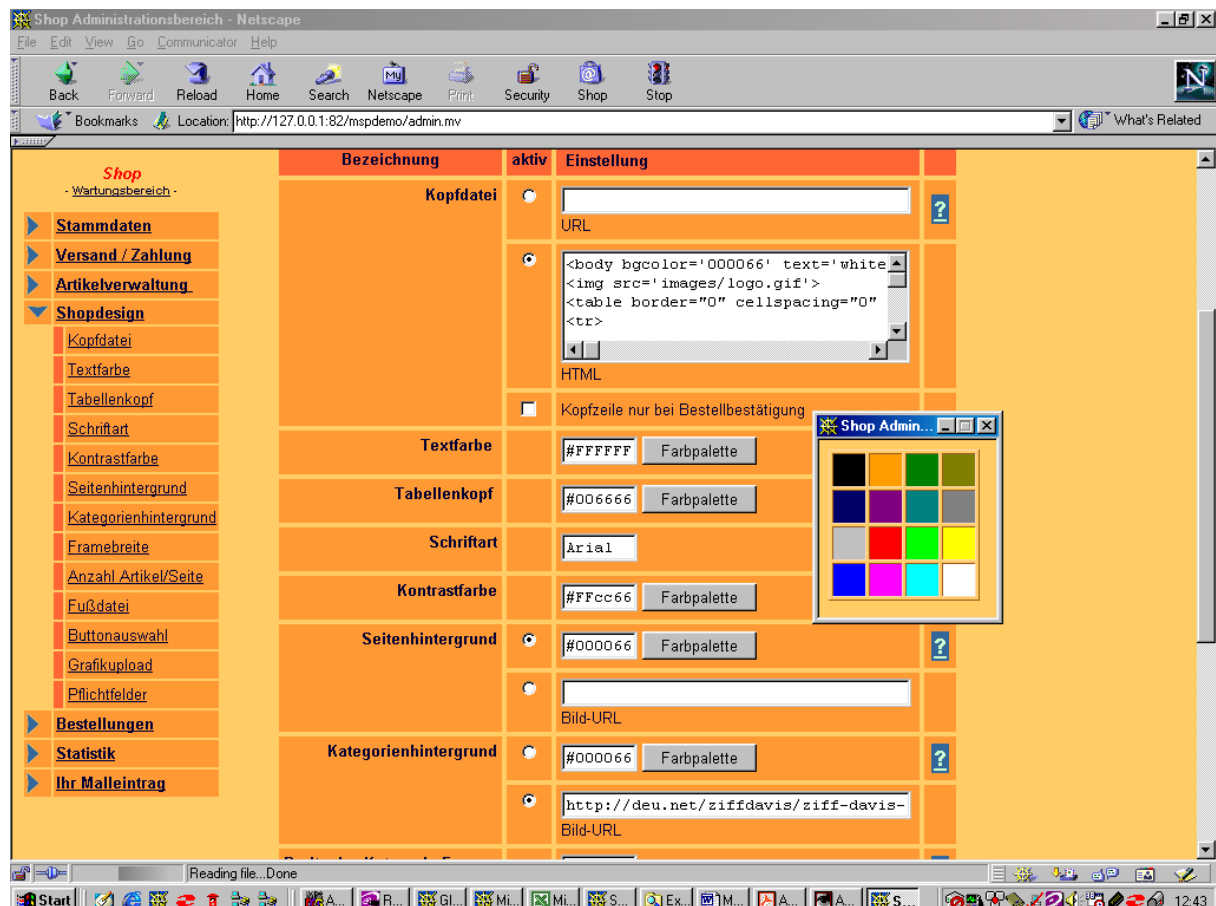 Shop Administrationsbereich - Netscape
File Edit View Go Communicator Help
Back Forward Reload Home Search Netscape Print Security Shop Stop
Bookmarks Location: http://127.0.0.1:82/mspdemo/admin.mv What's Related
Shop
- Wartungsbereich -
Stammdaten
Versand / Zahlung
Artikelverwaltung
Shopdesign
Kopfdatei
Textfarbe
Tabellenkopf
Schriftart
Kontrastfarbe
Seitenhintergrund
Kategorienhintergrund
Framebreite
Anzahl Artikel/Seite
Fußdatei
Buttonauswahl
Grafikupload
Pflichtfelder
Bestellungen
Statistik
Ihr Malleintrag
Bezeichnung aktiv Einstellung
Kopfdatei
?
URL
<body bgcolor='000066' text='white
<img src='images/logo.gif'>
<table border="0" cellspacing="0"
<tr>
HTML
Kopfzeile nur bei Bestellbestätigung
Textfarbe #FFFFFF Farbpalette
Tabellenkopf #006666 Farbpalette
Schriftart Arial
Kontrastfarbe #FFcc66 Farbpalette
Seitenhintergrund #000066 Farbpalette ?
Bild-URL
Kategorienhintergrund #000066 Farbpalette ?
http://deu.net/ziffdavis/ziff-davis-
Bild-URL
Shop Admin...
Reading file...Done
Start A... R... Gl... Mi... Mi... S... Ex... M... A... A... S... 12:43